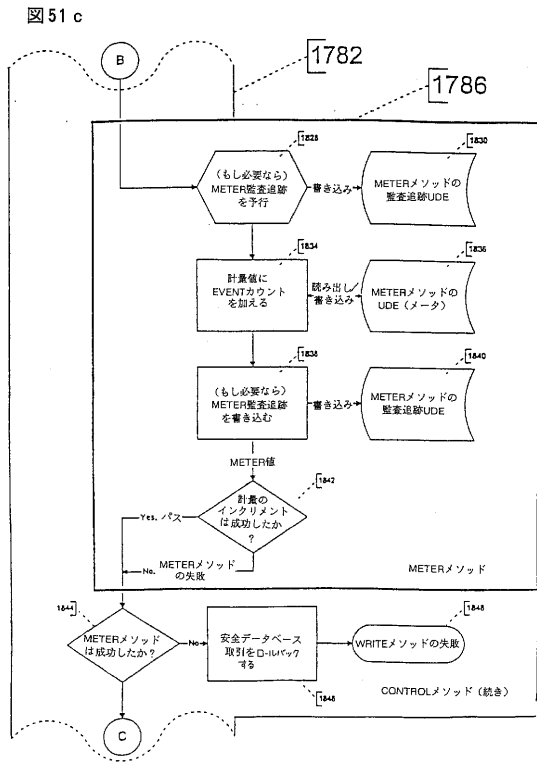 図51c
B
1782
1786
1828
(もし必要なら)
METER監査追跡
を予行
書き込み
1830
METERメソッドの
監査追跡UDE
1834
計量値に
EVENTカウント
を加える
読み出し/
書き込み
1836
METERメソッドの
UDE(メータ)
1838
(もし必要なら)
METER監査追跡
を書き込む
書き込み
1840
METERメソッドの
監査追跡UDE
METER値
1842
計量の
インクリメント
は成功したか
?
Yes、パス
No、METERメソッド
の失敗
METERメソッド
1844
METERメソッド
は成功したか?
No
安全データベース
取引をロールバック
する
1846
1848
WRITEメソッドの失敗
CONTROLメソッド(続き)
C